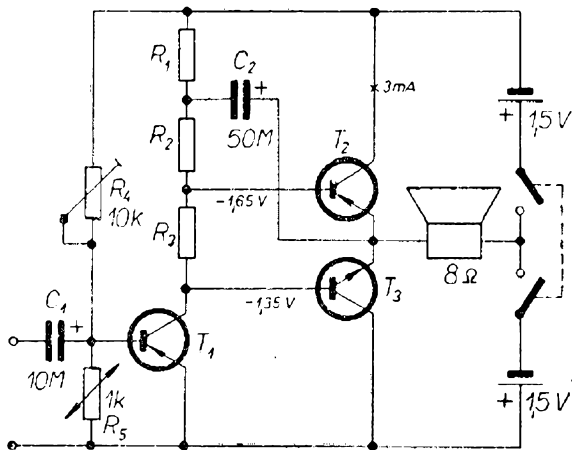 R1
C2
+
3mA
+
1,5V
R2
50M
T2
R4
10k
-1,65V
R3
8Ω
C1
+
-1,35V
T3
T1
10M
1k
R5
+
1,5V